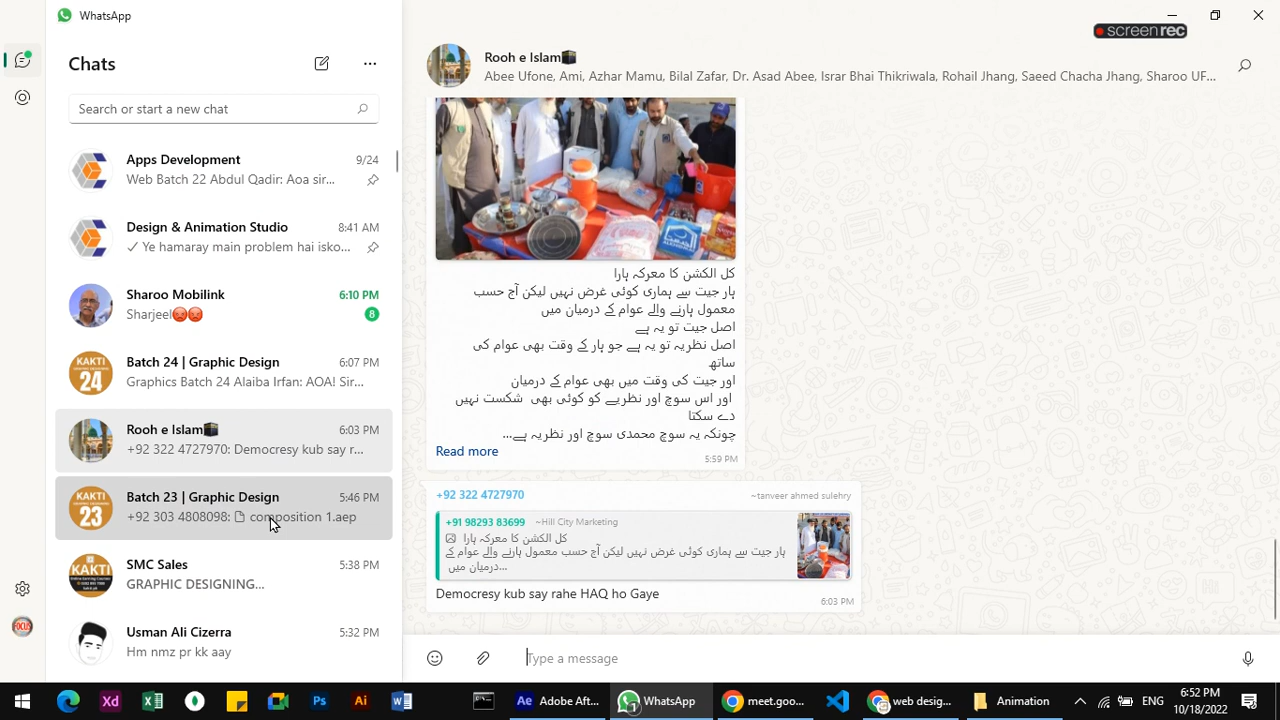 WhatsApp
screenrec
Chats
Search or start a new chat
Apps Development
9/24
Web Batch 22 Abdul Qadir: Aoa sir...
Design & Animation Studio
8:41 AM
Ye hamaray main problem hai isko...
Sharoo Mobilink
6:10 PM
Sharjeel😡😡
8
KAKTI
24
Batch 24 | Graphic Design
6:07 PM
Graphics Batch 24 Alaiba Irfan: AOA! Sir...
Rooh e Islam🕋
6:03 PM
+92 322 4727970: Democresy kub say r...
KAKTI
23
Batch 23 | Graphic Design
5:46 PM
+92 303 4808098: composition 1.aep
KAKTI
SMC Sales
5:38 PM
GRAPHIC DESIGNING...
Usman Ali Cizerra
5:32 PM
Hm nmz pr kk aay
FOCUS
Rooh e Islam🕋
Abee Ufone, Ami, Azhar Mamu, Bilal Zafar, Dr. Asad Abee, Israr Bhai Thikriwala, Rohail Jhang, Saeed Chacha Jhang, Sharoo UF...
کل الکشن کا معرکہ ہارا
ہار جیت سے ہماری کوئی غرض نہیں لیکن آج حسب
معمول ہارنے والے عوام کے درمیان میں
اصل جیت تو یہ ہے
اصل نظریہ تو یہ ہے جو ہار کے وقت بھی عوام کی
ساتھ
اور جیت کی وقت میں بھی عوام کے درمیان
اور اس سوچ اور نظریے کو کوئی بھی شکست نہیں
دے سکتا
چونکہ یہ سوچ محمدی سوچ اور نظریہ ہے...
Read more
5:59 PM
+92 322 4727970
~tanveer ahmed sulehry
+91 98293 83699
~Hill City Marketing
کل الکشن کا معرکہ ہارا
ہار جیت سے ہماری کوئی غرض نہیں لیکن آج حسب معمول ہارنے والے عوام کے
درمیان میں...
Democresy kub say rahe HAQ ho Gaye
6:03 PM
Type a message
Xd
Ps
Ai
Ae
Adobe Aft...
WhatsApp
meet.goo...
web desig...
Animation
ENG
6:52 PM
10/18/2022